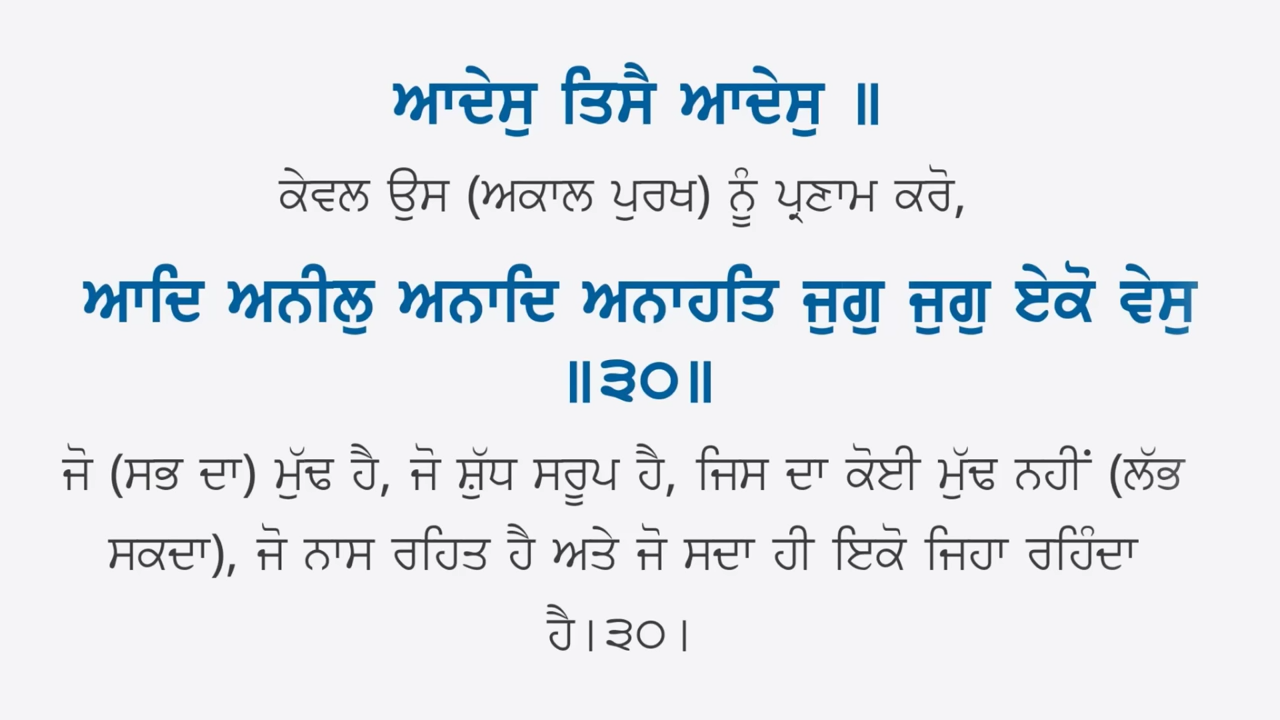 ਆਦੇਸੁ ਤਿਸੈ ਆਦੇਸੁ ॥
ਕੇਵਲ ਉਸ (ਅਕਾਲ ਪੁਰਖ) ਨੂੰ ਪ੍ਰਣਾਮ ਕਰੋ,
ਆਦਿ ਅਨੀਲੁ ਅਨਾਦਿ ਅਨਾਹਤਿ ਜੁਗੁ ਜੁਗੁ ਏਕੋ ਵੇਸੁ
॥੩੦॥
ਜੋ (ਸਭ ਦਾ) ਮੁੱਢ ਹੈ, ਜੋ ਸ਼ੁੱਧ ਸਰੂਪ ਹੈ, ਜਿਸ ਦਾ ਕੋਈ ਮੁੱਢ ਨਹੀਂ (ਲੱਭ
ਸਕਦਾ), ਜੋ ਨਾਸ ਰਹਿਤ ਹੈ ਅਤੇ ਜੋ ਸਦਾ ਹੀ ਇਕੋ ਜਿਹਾ ਰਹਿੰਦਾ
ਹੈ।੩੦।